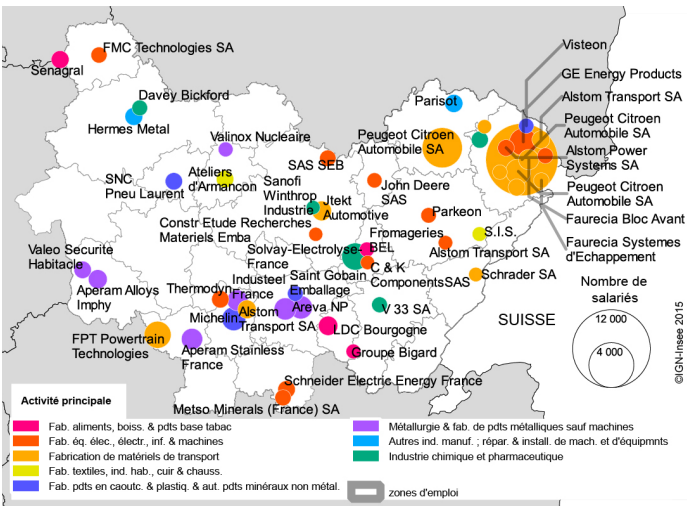 FMC Technologies SA
Senagral
Davey Bickford
Hermes Metal
Valinox Nucleaire
SNC
Pneu Laurent
Ateliers
d'Armancon
SAS SEB
Sanofi
Winthrop
Industrie
Jtekt
Automotive
Constr Etude Recherches
Materiels Emba
Parisot
Peugeot Citroen
Automobile SA
John Deere
SAS
Parkeon
Fromageries
BEL
S.I.S.
Alstom Transport SA
Solvay-Electrolyse-
France
C & K
ComponentsSAS
Schrader SA
Valeo Securite
Habitacle
Aperam Alloys
Imphy
Thermodyn
Industeel
France
Saint Gobain
Emballage
Areva NP
V 33 SA
Michelin
Alstom
Transport SA
LDC Bourgogne
FPT Powertrain
Technologies
Aperam Stainless
France
Groupe Bigard
Schneider Electric Energy France
Metso Minerals (France) SA
Visteon
GE Energy Products
Alstom Transport SA
Peugeot Citroen
Automobile SA
Alstom Power
Systems SA
Peugeot Citroen
Automobile SA
Faurecia Bloc Avant
Faurecia Systemes
d'Echappement
Nombre de
salariés
12 000
4 000
SUISSE
©IGN-Insee 2015
Activité principale
Fab. aliments, boiss. & pdts base tabac
Fab. éq. élec., électr., inf. & machines
Fabrication de matériels de transport
Fab. textiles, ind. hab., cuir & chauss.
Fab. pdts en caoutc. & plastiq. & aut. pdts minéraux non métal.
Métallurgie & fab. de pdts métalliques sauf machines
Autres ind. manuf. ; répar. & install. de mach. et d'équipmnts
Industrie chimique et pharmaceutique
zones d'emploi